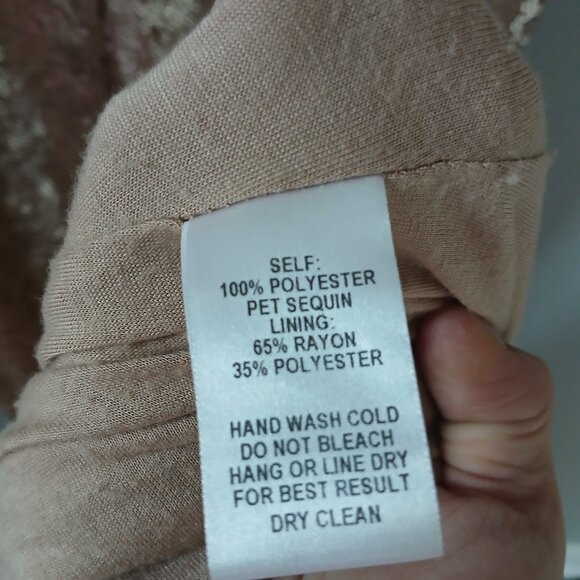 SELF:
100% POLYESTER
PET SEQUIN
LINING:
65% RAYON
35% POLYESTER
HAND WASH COLD
DO NOT BLEACH
HANG OR LINE DRY
FOR BEST RESULT
DRY CLEAN